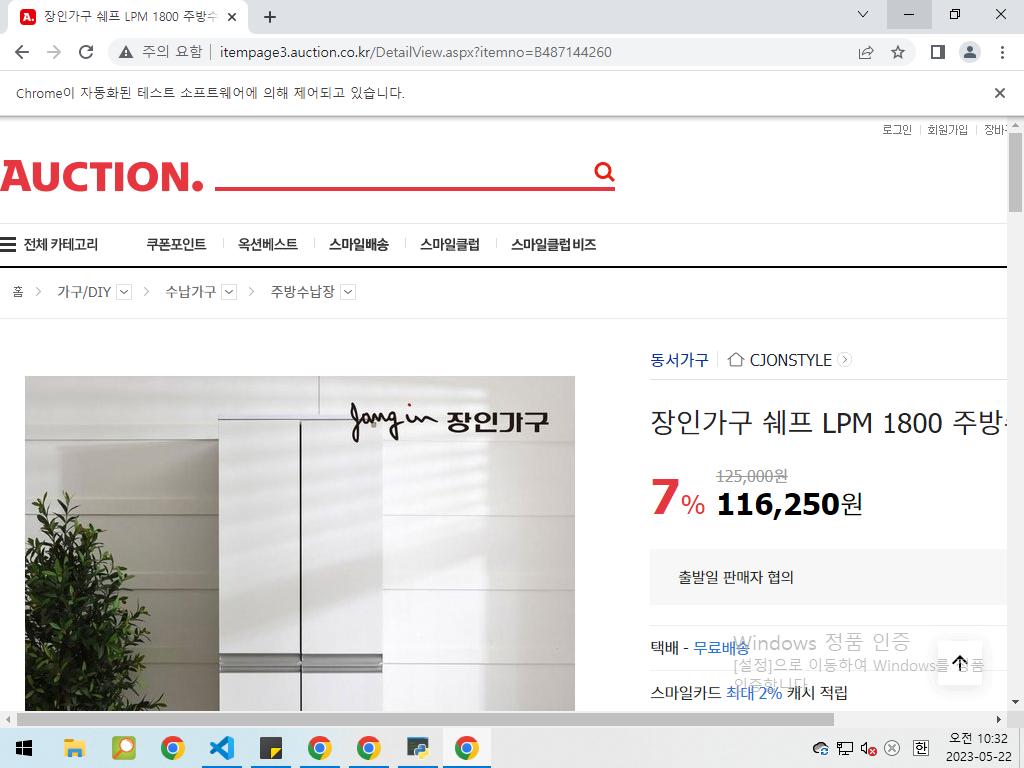 장인가구 쉐프 LPM 1800 주방수
주의 요함
itempage3.auction.co.kr/DetailView.aspx?itemno=B487144260
Chrome이 자동화된 테스트 소프트웨어에 의해 제어되고 있습니다.
로그인 회원가입 장바
AUCTION.
전체 카테고리 쿠폰포인트 옥션베스트 스마일배송 스마일클럽 스마일클럽 비즈
홈 가구/DIY 수납가구 주방수납장
동서가구 CJONSTYLE
Jang in 장인가구
장인가구 쉐프 LPM 1800 주방
7% 125,000원
116,250원
출발일 판매자 협의
택배 - 무료배송
Windows 정품 인증
[설정]으로 이동하여 Windows를 정품
인증합니다.
스마일카드 최대 2% 캐시 적립
한
오전 10:32
2023-05-22